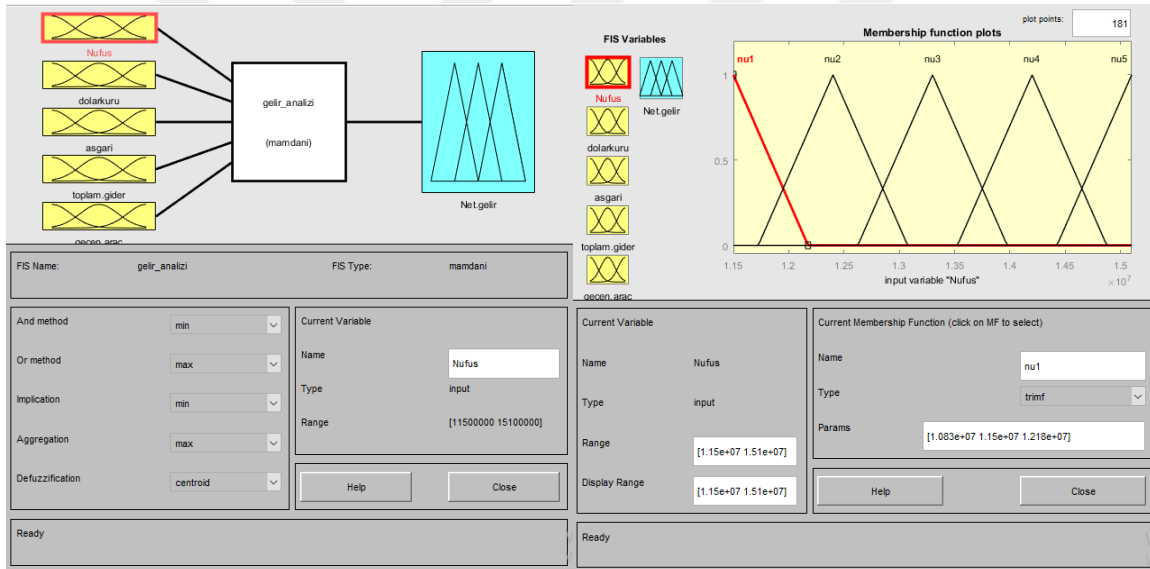 Nufus
dolarkuru
asgari
toplam.gider
gecen.arac
gelir_analizi
(mamdani)
Net.gelir
FIS Name: gelir_analizi FIS Type: mamdani
And method min
Or method max
Implication min
Aggregation max
Defuzzification centroid
Current Variable
Name Nufus
Type input
Range [11500000 15100000]
Help Close
Ready
FIS Variables
Nufus
Net.gelir
dolarkuru
asgari
toplam.gider
gecen.arac
plot points: 181
Membership function plots
nu1 nu2 nu3 nu4 nu5
1
0.5
0
1.15 1.2 1.25 1.3 1.35 1.4 1.45 1.5
input variable "Nufus"
×10⁷
Current Variable
Name Nufus
Type input
Range [1.15e+07 1.51e+07]
Display Range [1.15e+07 1.51e+07]
Current Membership Function (click on MF to select)
Name nu1
Type trimf
Params [1.083e+07 1.15e+07 1.218e+07]
Help Close
Ready